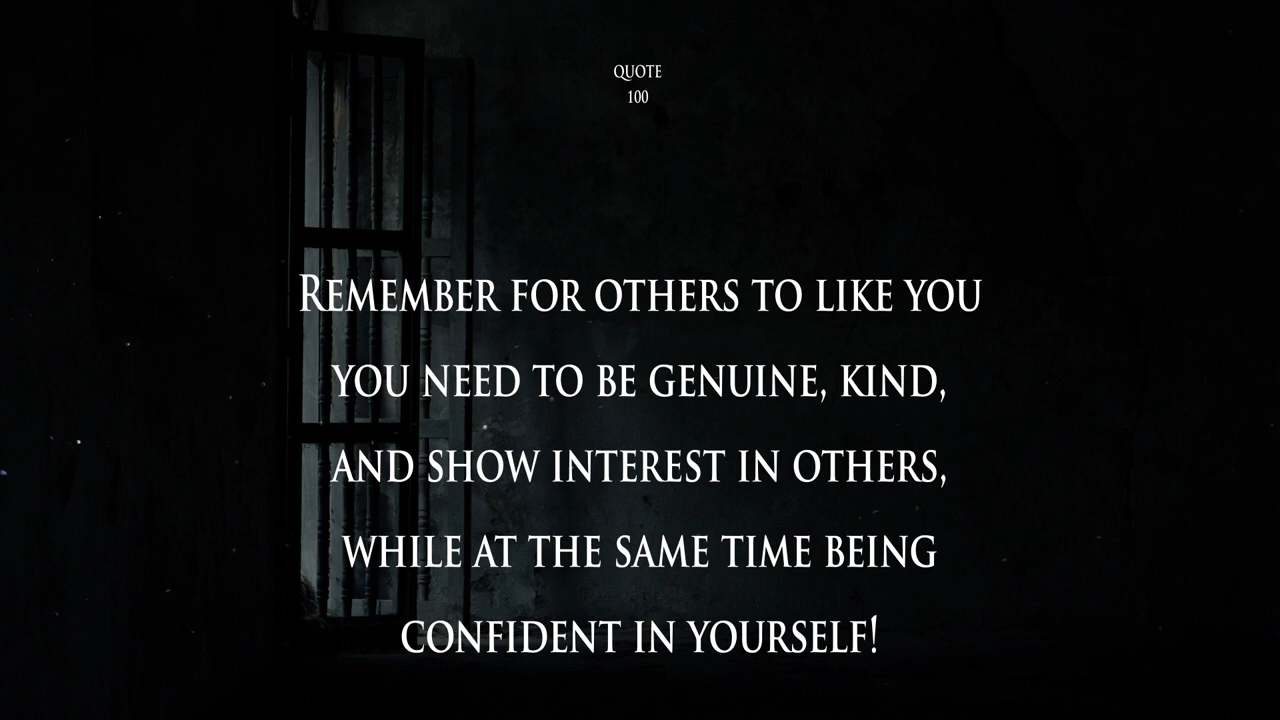 QUOTE
100
Remember for others to like you
you need to be genuine, kind,
and show interest in others,
while at the same time being
confident in yourself!